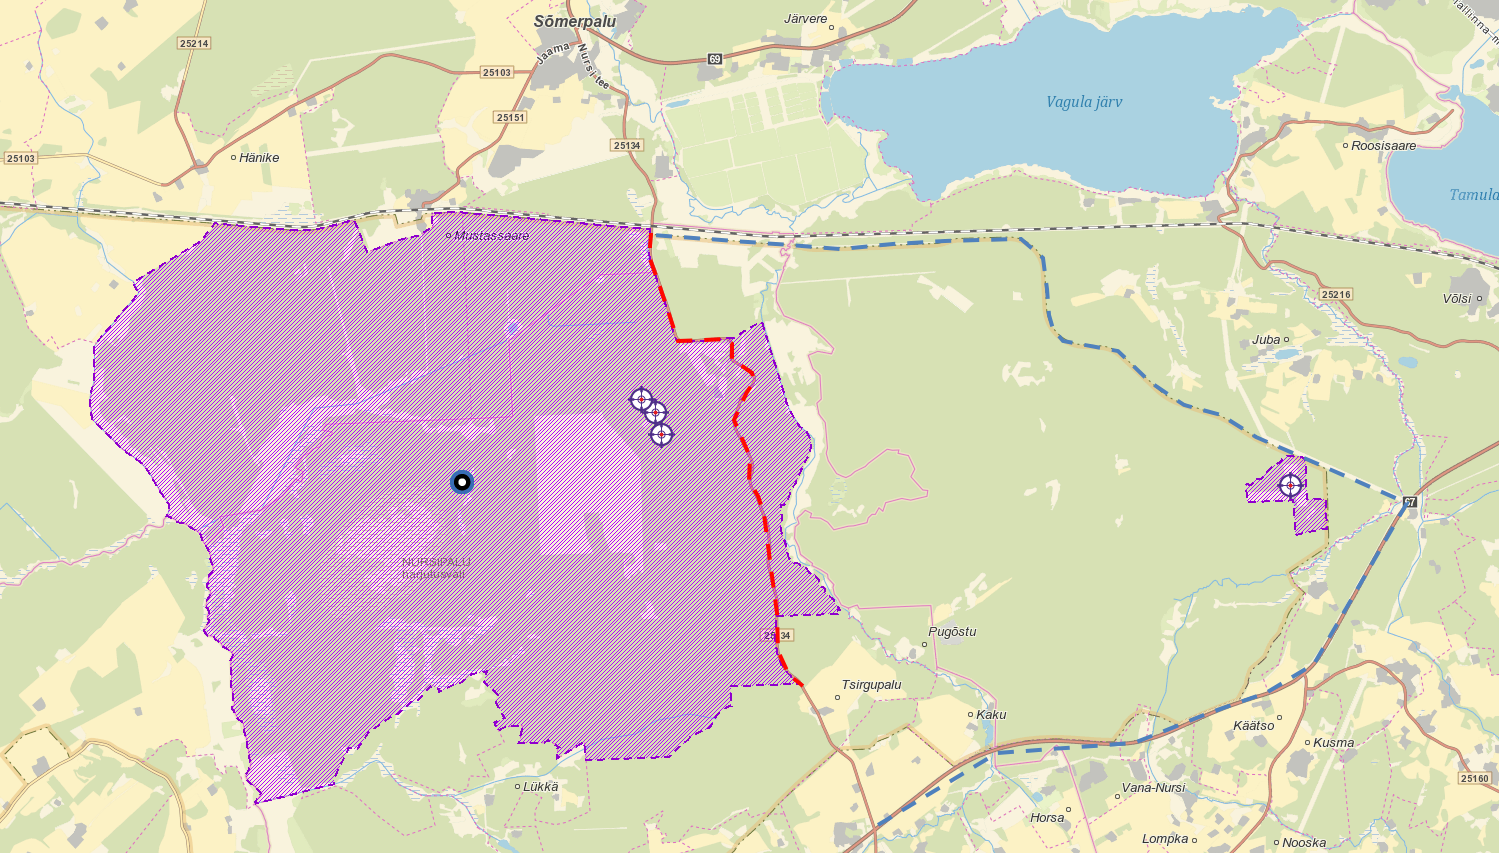 Sõmerpalu
Järvere
Tallinna
25214
Jaama
Nursi tee
69
25103
Vagula järv
25151
25134
Roosisaare
25103
Hänike
Tamula
Mustassaare
25216
Võlsi
Juba
67
NURSIPALU
harjutusväli
25134
Pugõstu
Tsirgupalu
Kaku
Käätso
Kusma
25160
Lükkä
Vana-Nursi
Horsa
Lompka
Nooska